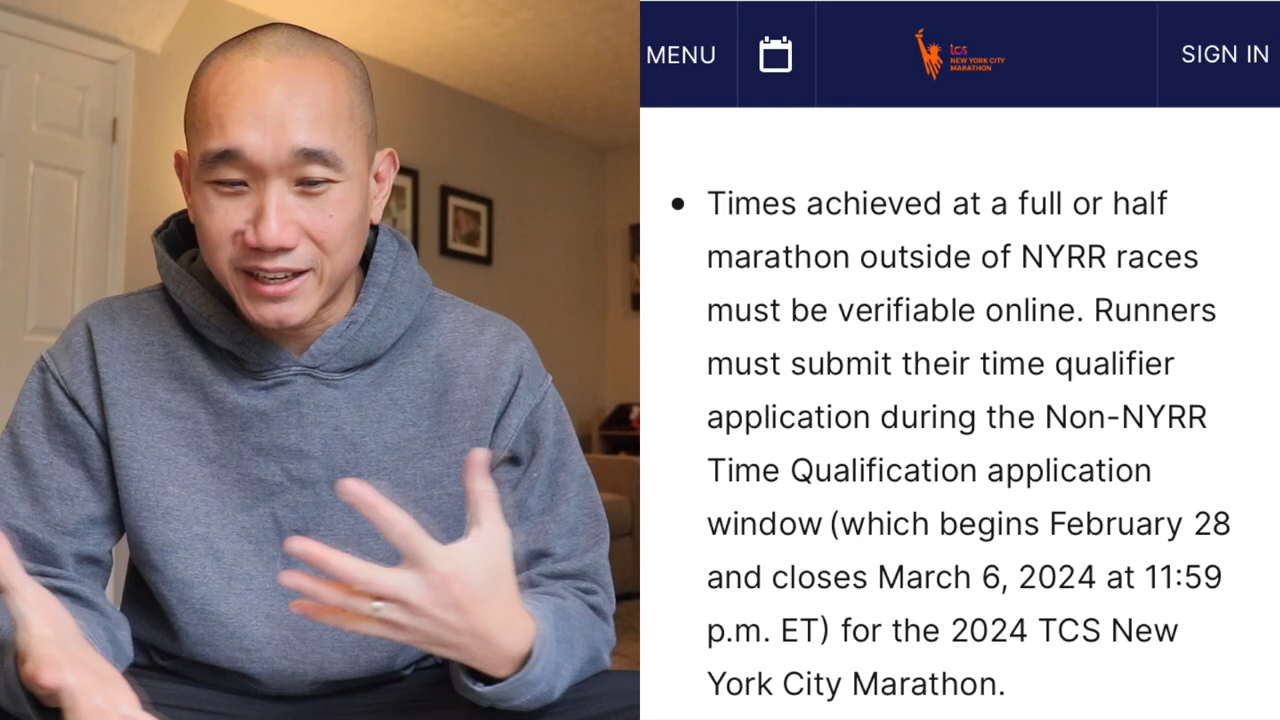 MENU
tcs
NEW YORK CITY
MARATHON
SIGN IN
• Times achieved at a full or half
marathon outside of NYRR races
must be verifiable online. Runners
must submit their time qualifier
application during the Non-NYRR
Time Qualification application
window (which begins February 28
and closes March 6, 2024 at 11:59
p.m. ET) for the 2024 TCS New
York City Marathon.